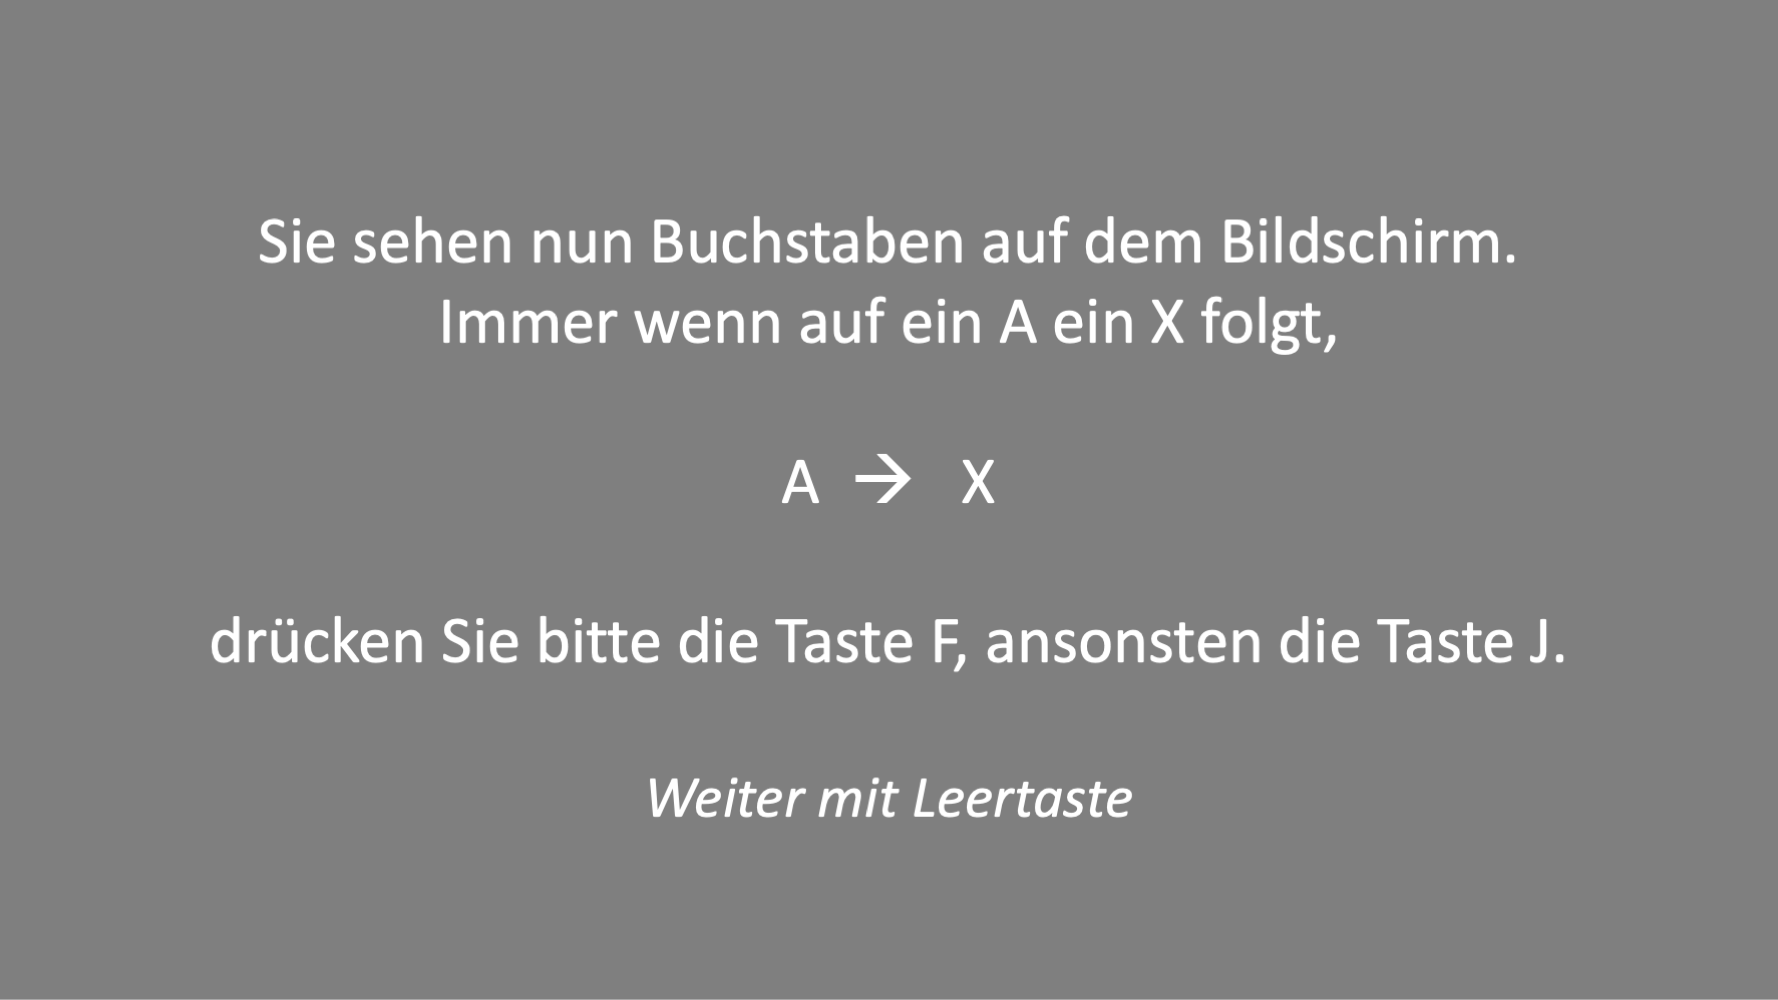 Sie sehen nun Buchstaben auf dem Bildschirm.
Immer wenn auf ein A ein X folgt,
A → X
drücken Sie bitte die Taste F, ansonsten die Taste J.
Weiter mit Leertaste